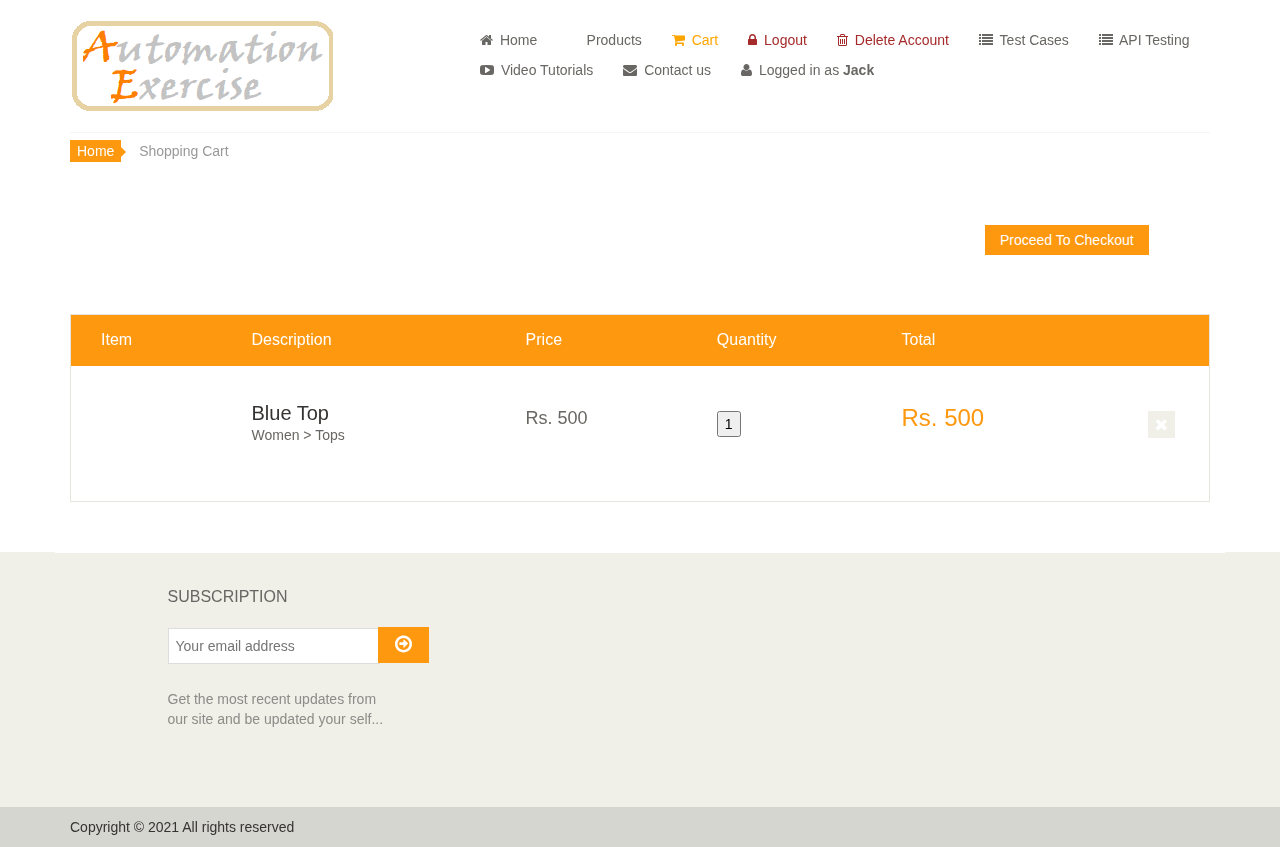 Automation
Exercise
Home Products Cart Logout Delete Account Test Cases API Testing
Video Tutorials Contact us Logged in as Jack
Home Shopping Cart
Proceed To Checkout
Item Description Price Quantity Total
Blue Top Rs. 500 1 Rs. 500
Women > Tops
SUBSCRIPTION
Your email address
Get the most recent updates from
our site and be updated your self...
Copyright © 2021 All rights reserved